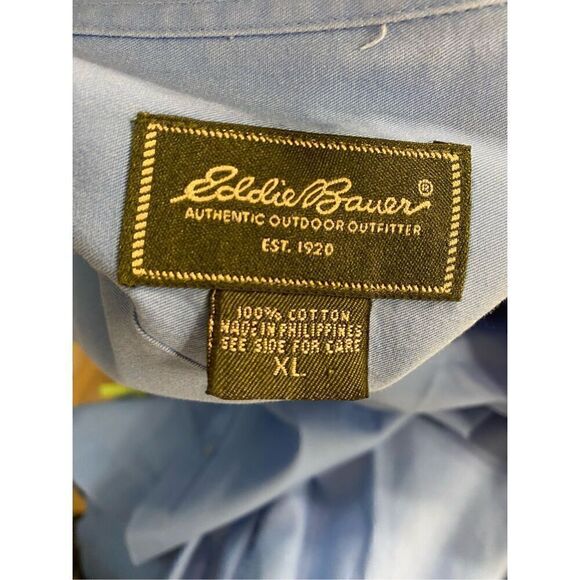 Eddie Bauer®
AUTHENTIC OUTDOOR OUTFITTER
EST. 1920
100% COTTON
MADE IN PHILIPPINES
SEE SIDE FOR CARE
XL